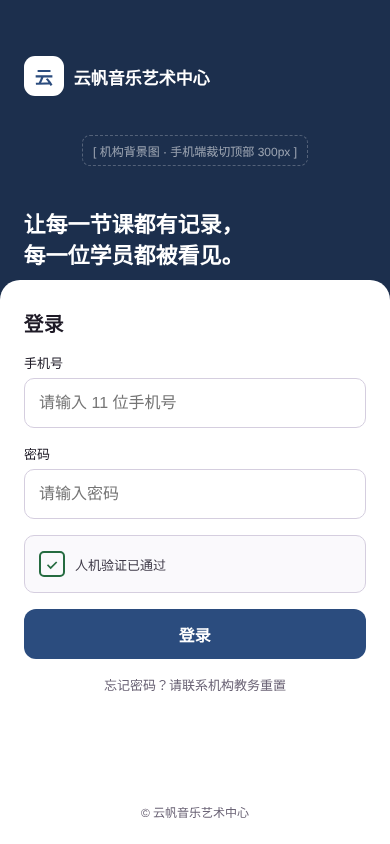 云
云帆音乐艺术中心
[ 机构背景图 · 手机端裁切顶部 300px ]
让每一节课都有记录，
每一位学员都被看见。
登录
手机号
请输入 11 位手机号
密码
请输入密码
人机验证已通过
登录
忘记密码？请联系机构教务重置
© 云帆音乐艺术中心